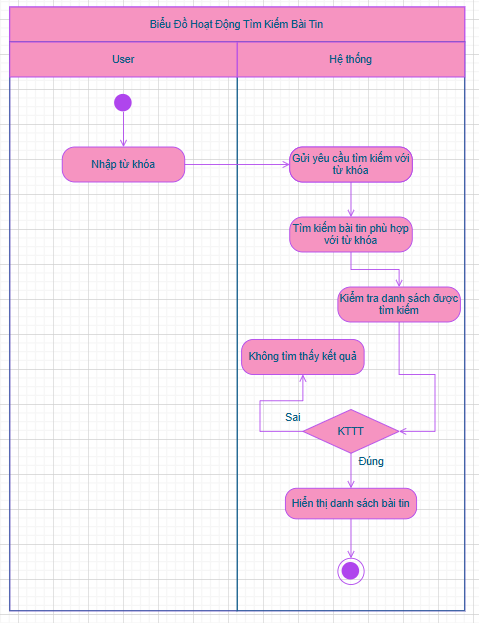 Biểu Đồ Hoạt Động Tìm Kiếm Bài Tin
User
Hệ thống
Nhập từ khóa
Gửi yêu cầu tìm kiếm với
từ khóa
Tìm kiếm bài tin phù hợp
với từ khóa
Kiểm tra danh sách được
tìm kiếm
Không tìm thấy kết quả
Sai
KTTT
Đúng
Hiển thị danh sách bài tin